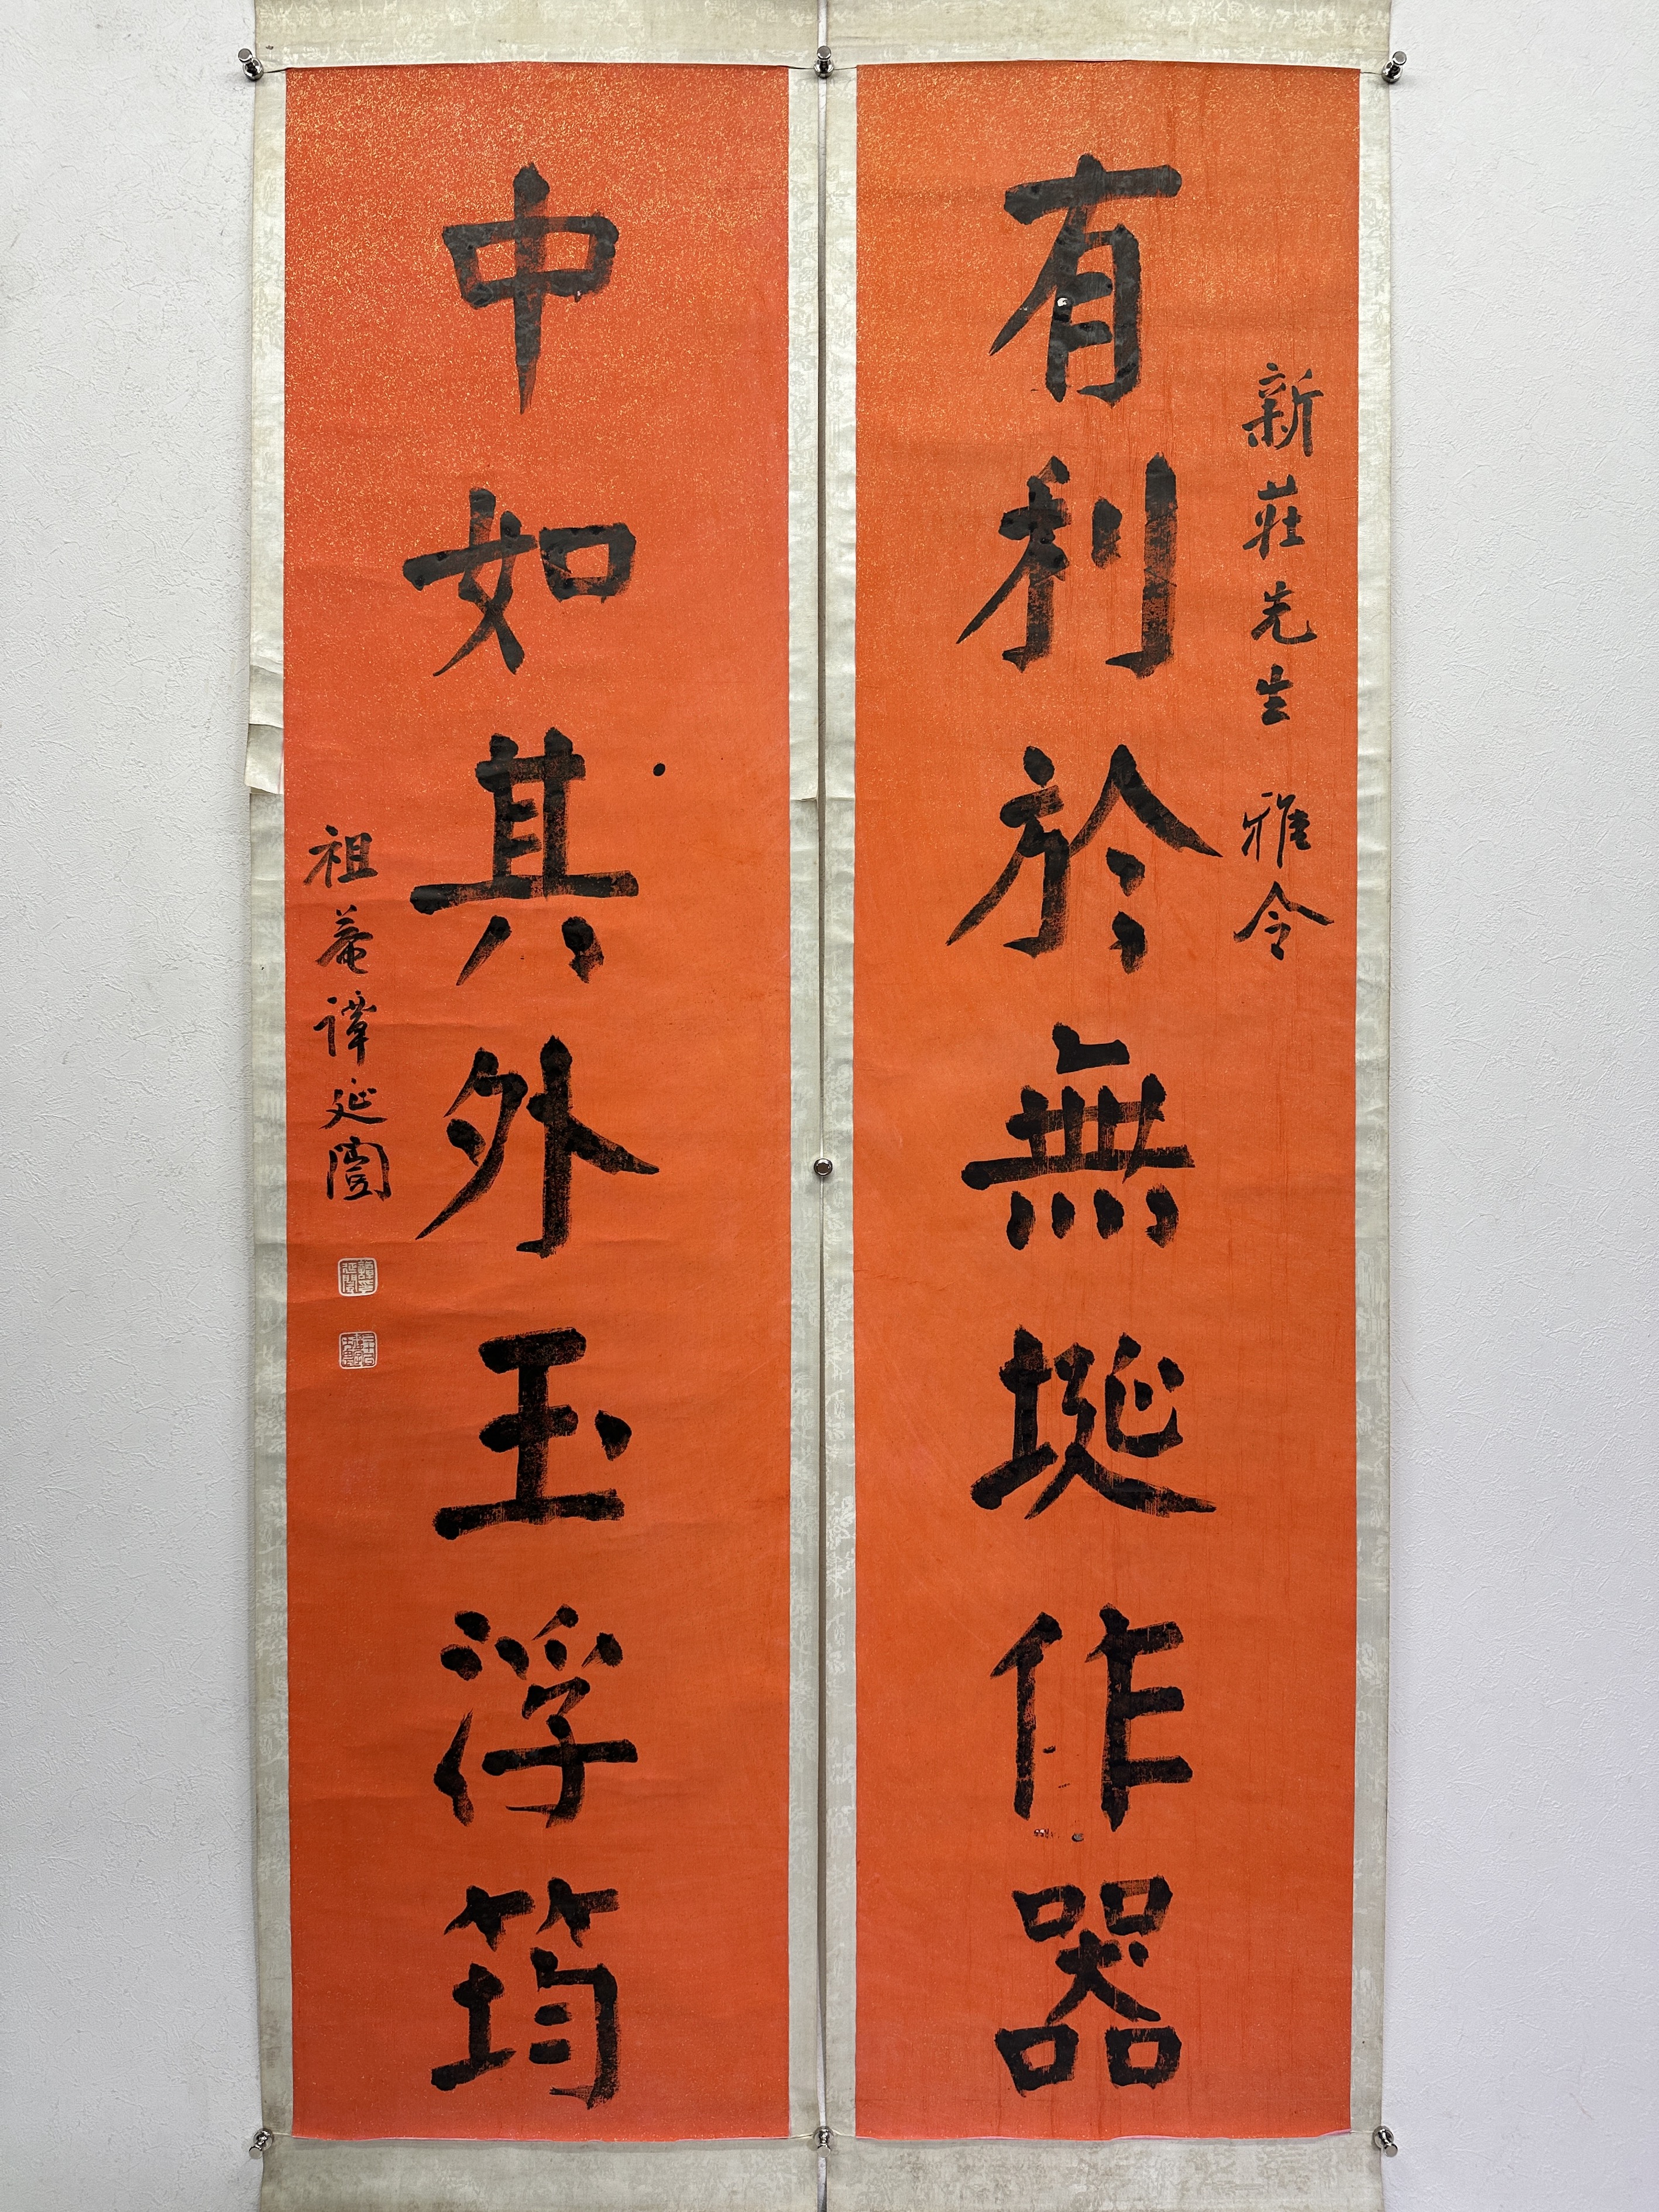 新莊先生 雅令
有利於無埏作器
中如其外玉浮筠
祖菴譚延闓